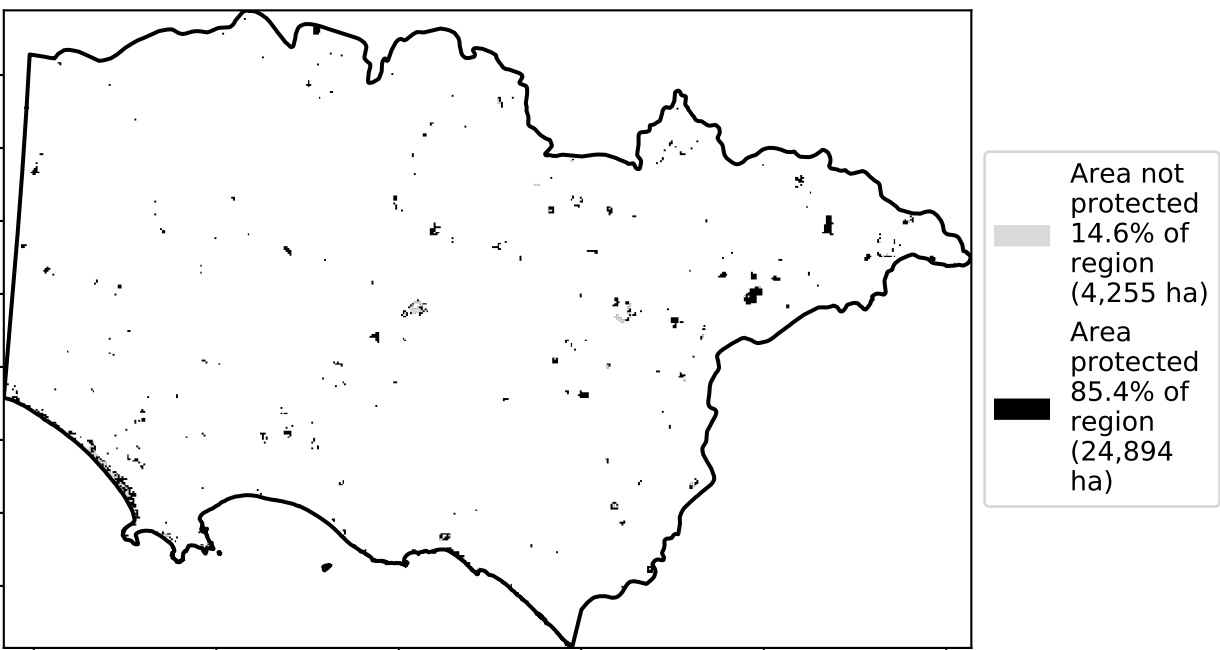 Area not
protected
14.6% of
region
(4,255 ha)
Area
protected
85.4% of
region
(24,894
ha)